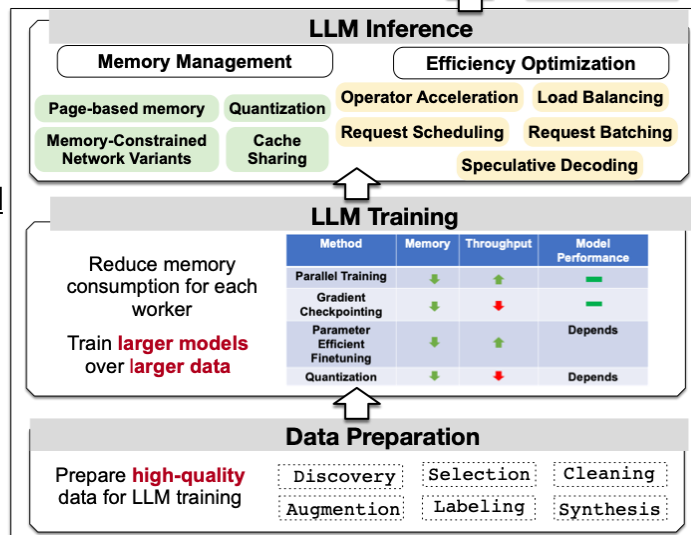 LLM Inference
Memory Management
Efficiency Optimization
Page-based memory
Quantization
Memory-Constrained
Network Variants
Cache
Sharing
Operator Acceleration
Load Balancing
Request Scheduling
Request Batching
Speculative Decoding
LLM Training
Reduce memory
consumption for each
worker
Train larger models
over larger data
Method Memory Throughput Model
Performance
Parallel Training
Gradient
Checkpointing
Parameter
Efficient
Finetuning
Depends
Quantization Depends
Data Preparation
Prepare high-quality
data for LLM training
Discovery Selection Cleaning
Augmention Labeling Synthesis